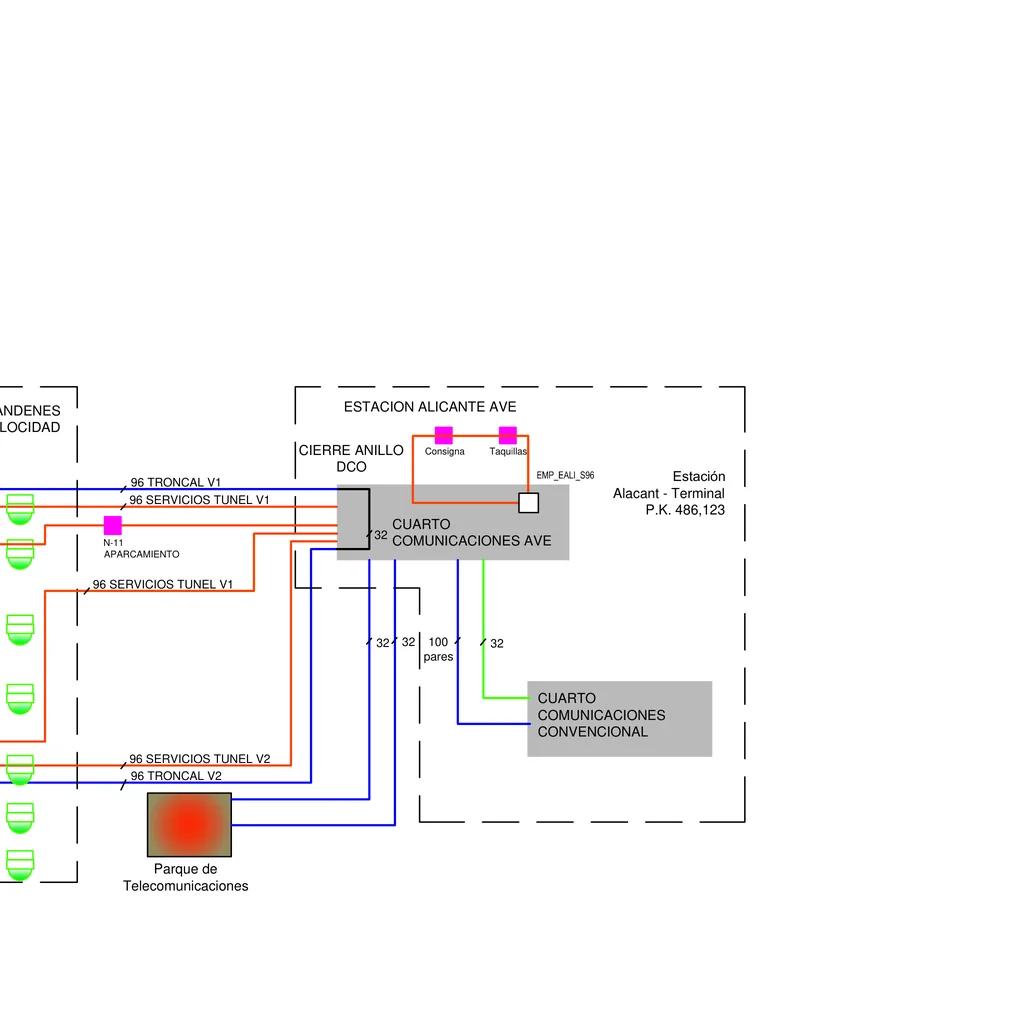 ANDENES
LOCIDAD
ESTACION ALICANTE AVE
CIERRE ANILLO
DCO
Consigna
Taquillas
EMP_EALI_S96
Estación
Alacant - Terminal
P.K. 486,123
96 TRONCAL V1
96 SERVICIOS TUNEL V1
N-11
APARCAMIENTO
32
CUARTO
COMUNICACIONES AVE
96 SERVICIOS TUNEL V1
32
32
100
pares
32
CUARTO
COMUNICACIONES
CONVENCIONAL
96 SERVICIOS TUNEL V2
96 TRONCAL V2
Parque de
Telecomunicaciones